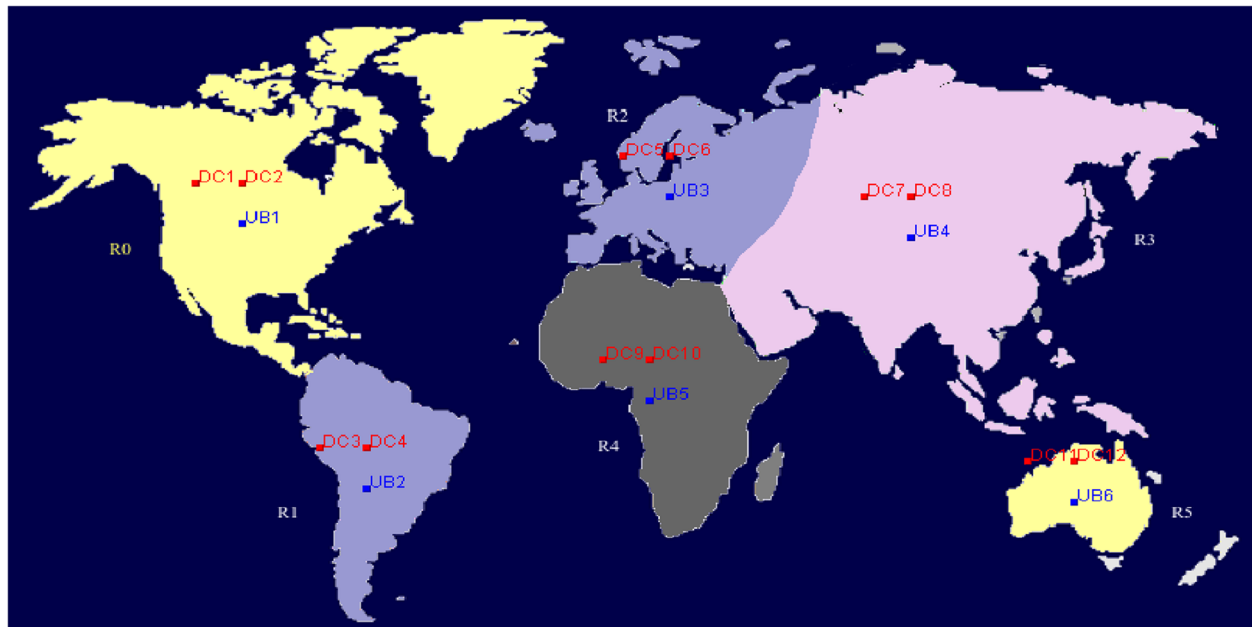 R2
DC5 DC6
DC1 DC2
UB3
DC7 DC8
UB1
UB4
R0
R3
DC9 DC10
UB5
DC3 DC4
R4
DC11 DC12
UB2
UB6
R1
R5